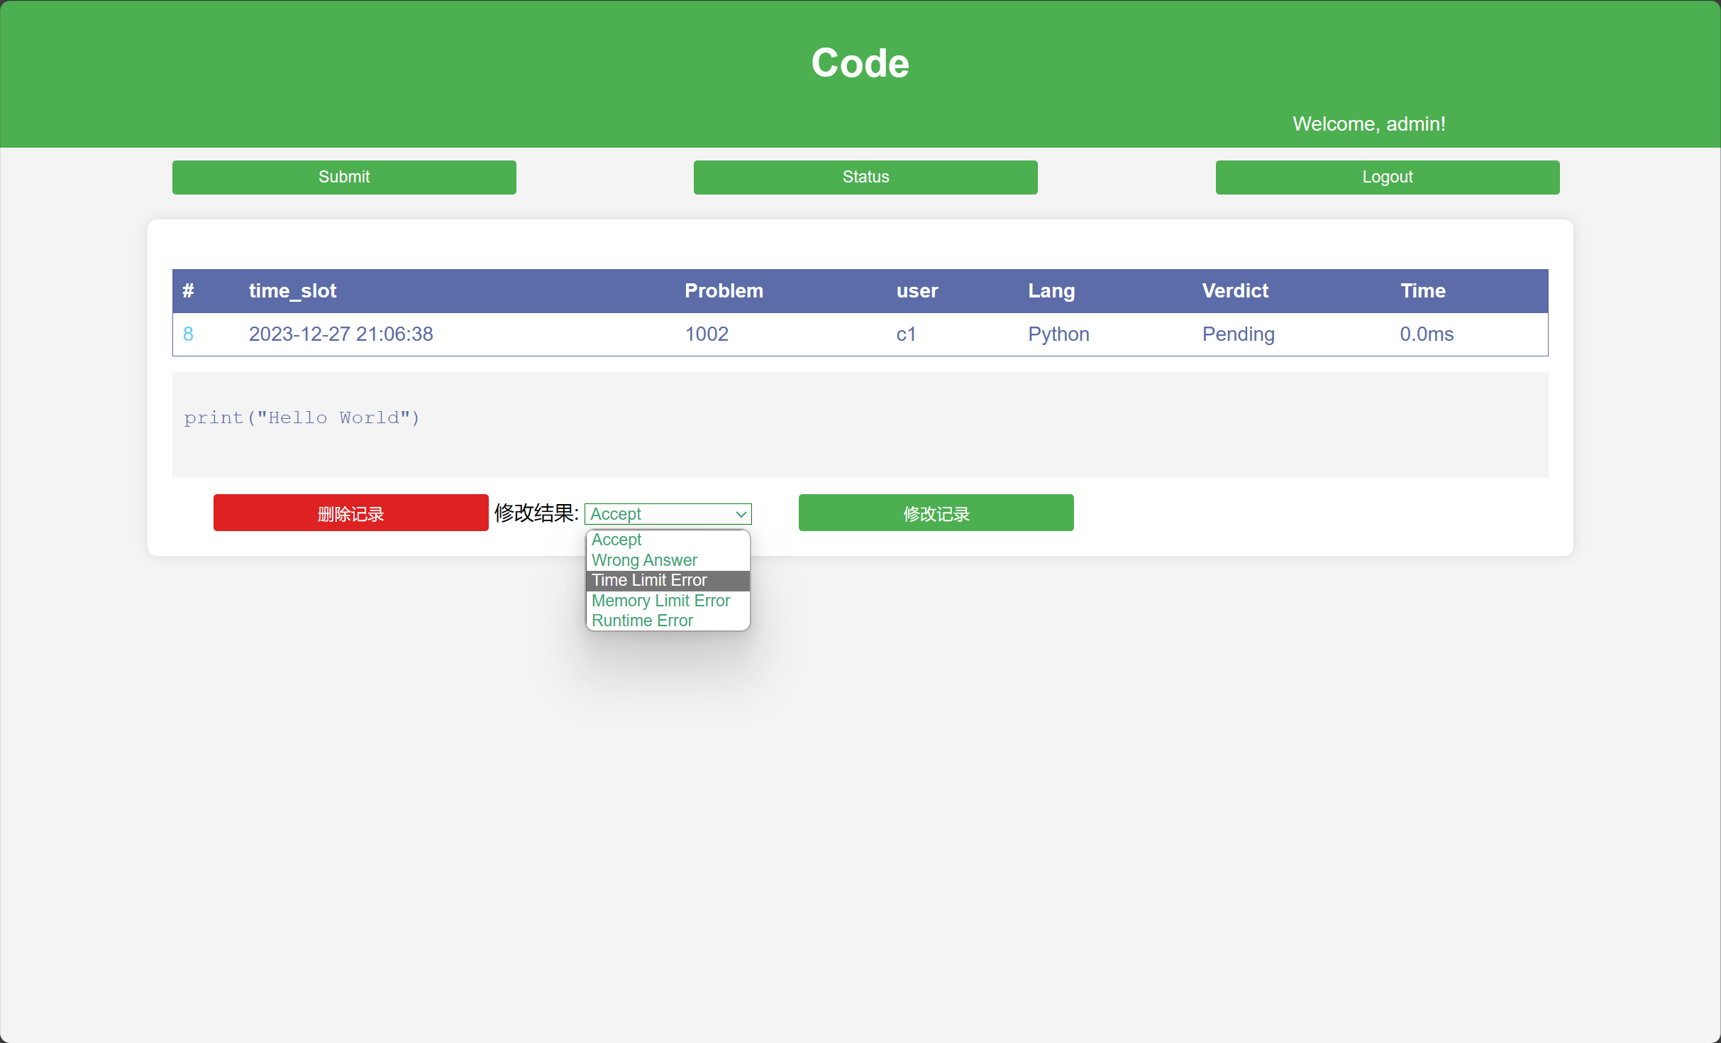 Code
Welcome, admin!
Submit Status Logout
# time_slot Problem user Lang Verdict Time
8 2023-12-27 21:06:38 1002 c1 Python Pending 0.0ms
print("Hello World")
删除记录 修改结果: Accept 修改记录
Accept
Wrong Answer
Time Limit Error
Memory Limit Error
Runtime Error